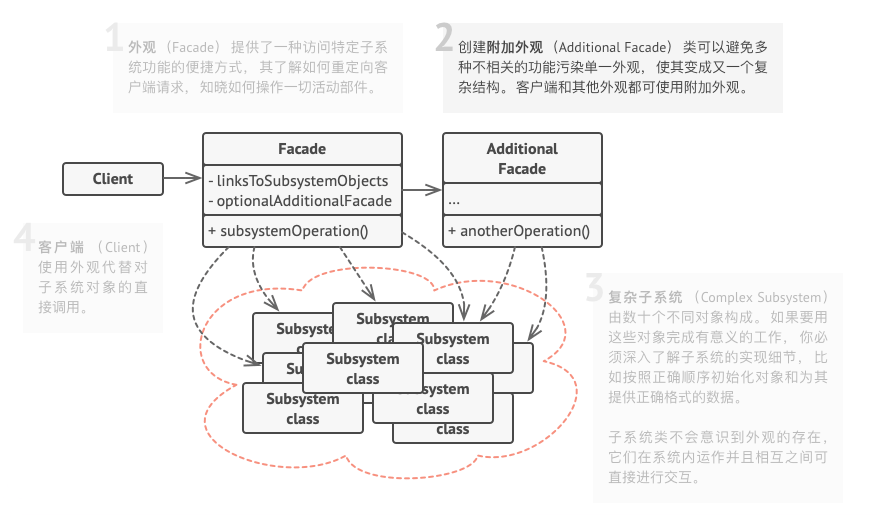 1
外观 （Facade） 提供了一种访问特定子系
统功能的便捷方式， 其了解如何重定向客
户端请求， 知晓如何操作一切活动部件。
2
创建附加外观 （Additional Facade） 类可以避免多
种不相关的功能污染单一外观， 使其变成又一个复
杂结构。 客户端和其他外观都可使用附加外观。
Client
Facade
- linksToSubsystemObjects
- optionalAdditionalFacade
+ subsystemOperation()
Additional
Facade
...
+ anotherOperation()
4
客户端 （Client）
使用外观代替对
子系统对象的直
接调用。
3
复杂子系统 （Complex Subsystem）
由数十个不同对象构成。 如果要用
这些对象完成有意义的工作， 你必
须深入了解子系统的实现细节， 比
如按照正确顺序初始化对象和为其
提供正确格式的数据。
子系统类不会意识到外观的存在，
它们在系统内运作并且相互之间可
直接进行交互。
Subsystem
class
Subsystem
class
Subsystem
class
Subsystem
class
Subsystem
class
class